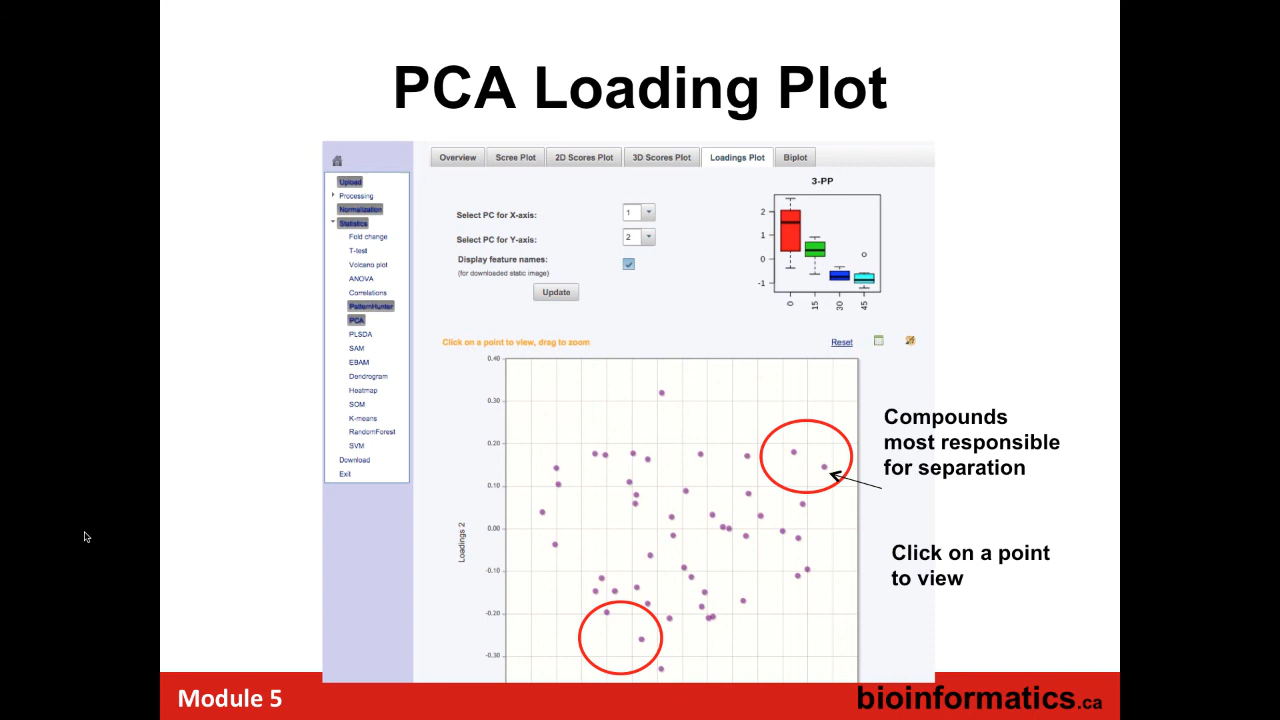 PCA Loading Plot
Overview
Scree Plot
2D Scores Plot
3D Scores Plot
Loadings Plot
Biplot
Upload
Processing
Normalization
Statistics
Fold change
T-test
Volcano plot
ANOVA
Correlations
PatternHunter
PCA
PLSDA
SAM
EBAM
Dendrogram
Heatmap
SOM
K-means
RandomForest
SVM
Download
Exit
Select PC for X-axis: 1
Select PC for Y-axis: 2
Display feature names:
(for downloaded static image)
Update
3-PP
2
1
0
-1
0 15 30 45
Click on a point to view, drag to zoom
Reset
0.40
0.30
0.20
0.10
0.00
-0.10
-0.20
-0.30
Loadings 2
Compounds
most responsible
for separation
Click on a point
to view
Module 5
bioinformatics.ca